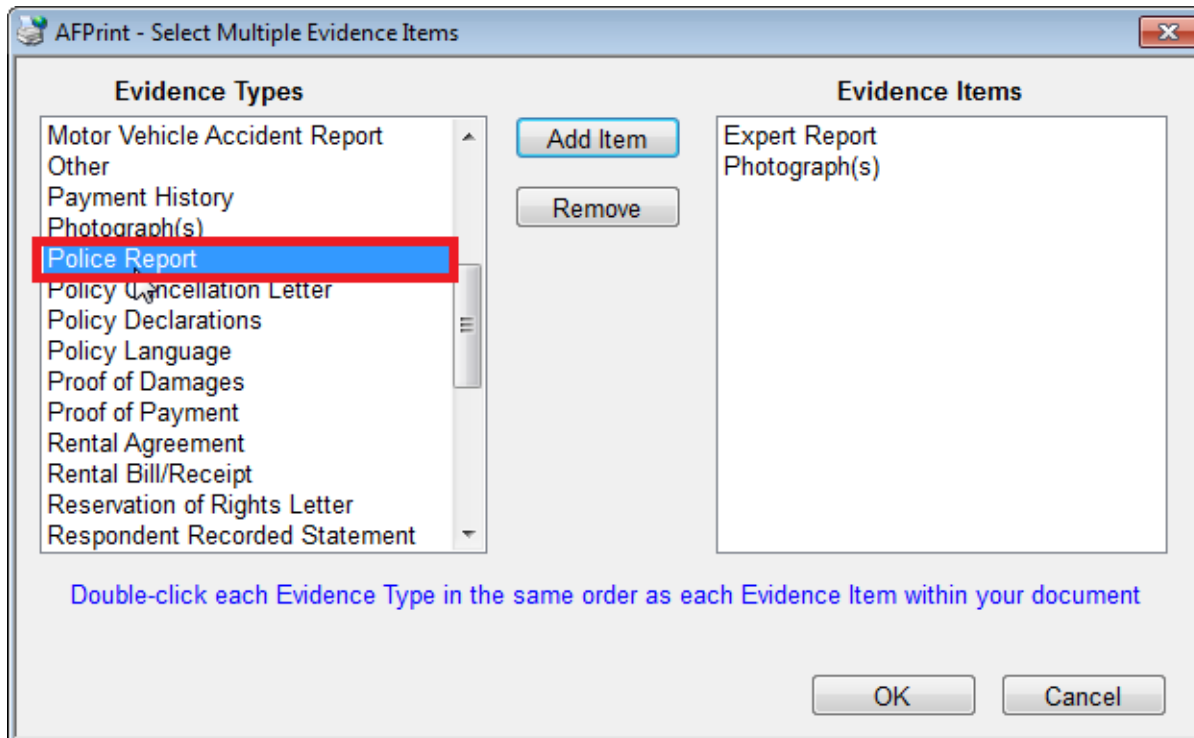 AFPrint - Select Multiple Evidence Items
Evidence Types
Motor Vehicle Accident Report
Other
Payment History
Photograph(s)
Police Report
Policy Cancellation Letter
Policy Declarations
Policy Language
Proof of Damages
Proof of Payment
Rental Agreement
Rental Bill/Receipt
Reservation of Rights Letter
Respondent Recorded Statement
Add Item
Remove
Evidence Items
Expert Report
Photograph(s)
Double-click each Evidence Type in the same order as each Evidence Item within your document
OK
Cancel